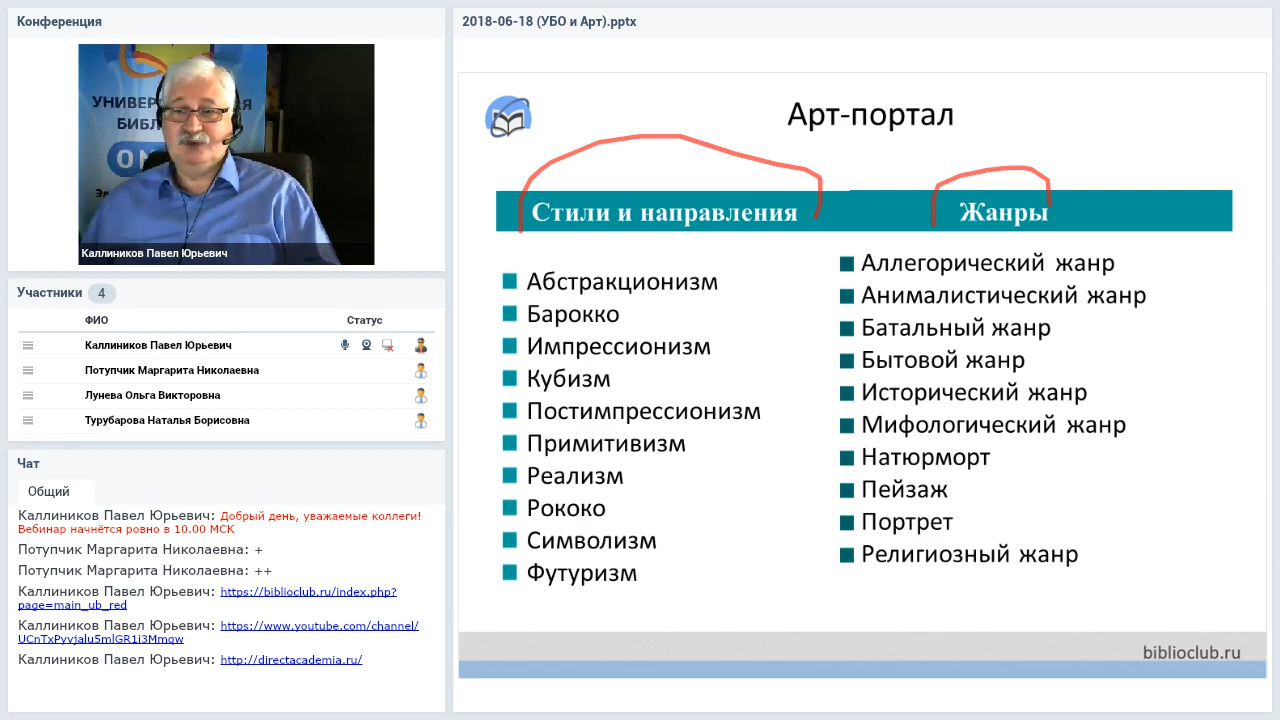 Конференция
УНИВЕР
БИБЛ
Каллиников Павел Юрьевич
Участники 4
ФИО Статус
Каллиников Павел Юрьевич
Потупчик Маргарита Николаевна
Лунева Ольга Викторовна
Турубарова Наталья Борисовна
Чат
Общий
Каллиников Павел Юрьевич: Добрый день, уважаемые коллеги!
Вебинар начнётся ровно в 10.00 МСК
Потупчик Маргарита Николаевна: +
Потупчик Маргарита Николаевна: ++
Каллиников Павел Юрьевич: https://biblioclub.ru/index.php?
page=main_ub_red
Каллиников Павел Юрьевич: https://www.youtube.com/channel/
UCnTxPyvjalu5mlGR1i3Mmqw
Каллиников Павел Юрьевич: http://directacademia.ru/
2018-06-18 (УБО и Арт).pptx
Арт-портал
Стили и направления
Абстракционизм
Барокко
Импрессионизм
Кубизм
Постимпрессионизм
Примитивизм
Реализм
Рококо
Символизм
Футуризм
Жанры
Аллегорический жанр
Анималистический жанр
Батальный жанр
Бытовой жанр
Исторический жанр
Мифологический жанр
Натюрморт
Пейзаж
Портрет
Религиозный жанр
biblioclub.ru